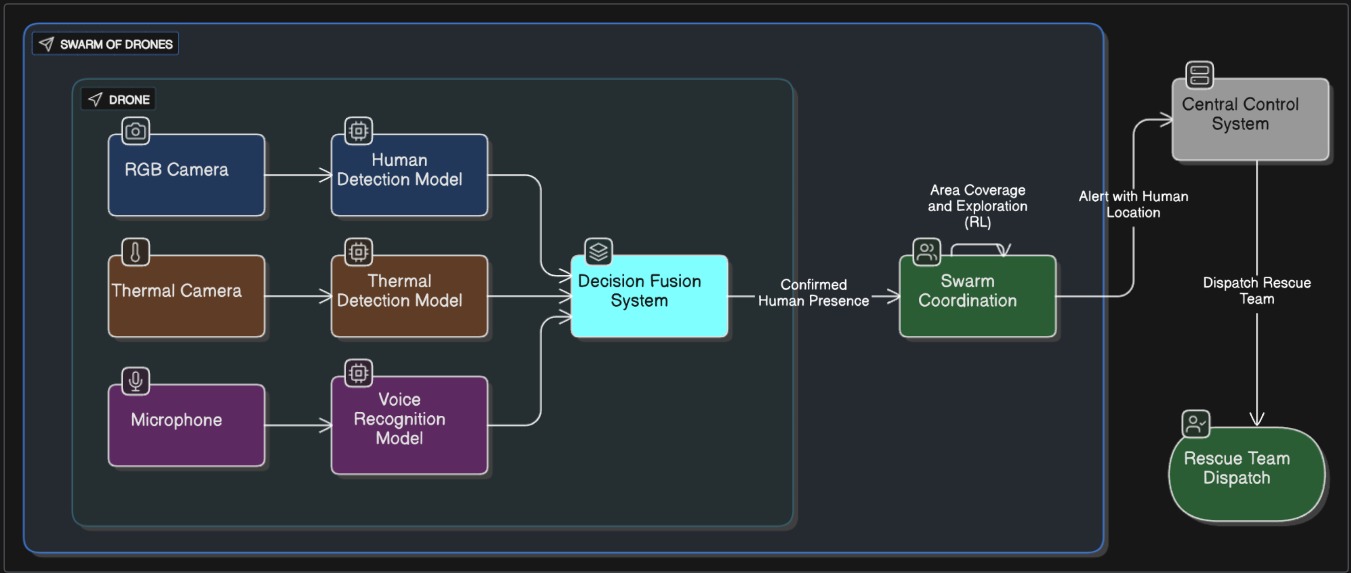 SWARM OF DRONES
DRONE
RGB Camera
Human
Detection Model
Thermal Camera
Thermal
Detection Model
Microphone
Voice
Recognition
Model
Decision Fusion
System
Confirmed
Human Presence
Area Coverage
and Exploration
(RL)
Swarm
Coordination
Alert with Human
Location
Central Control
System
Dispatch Rescue
Team
Rescue Team
Dispatch